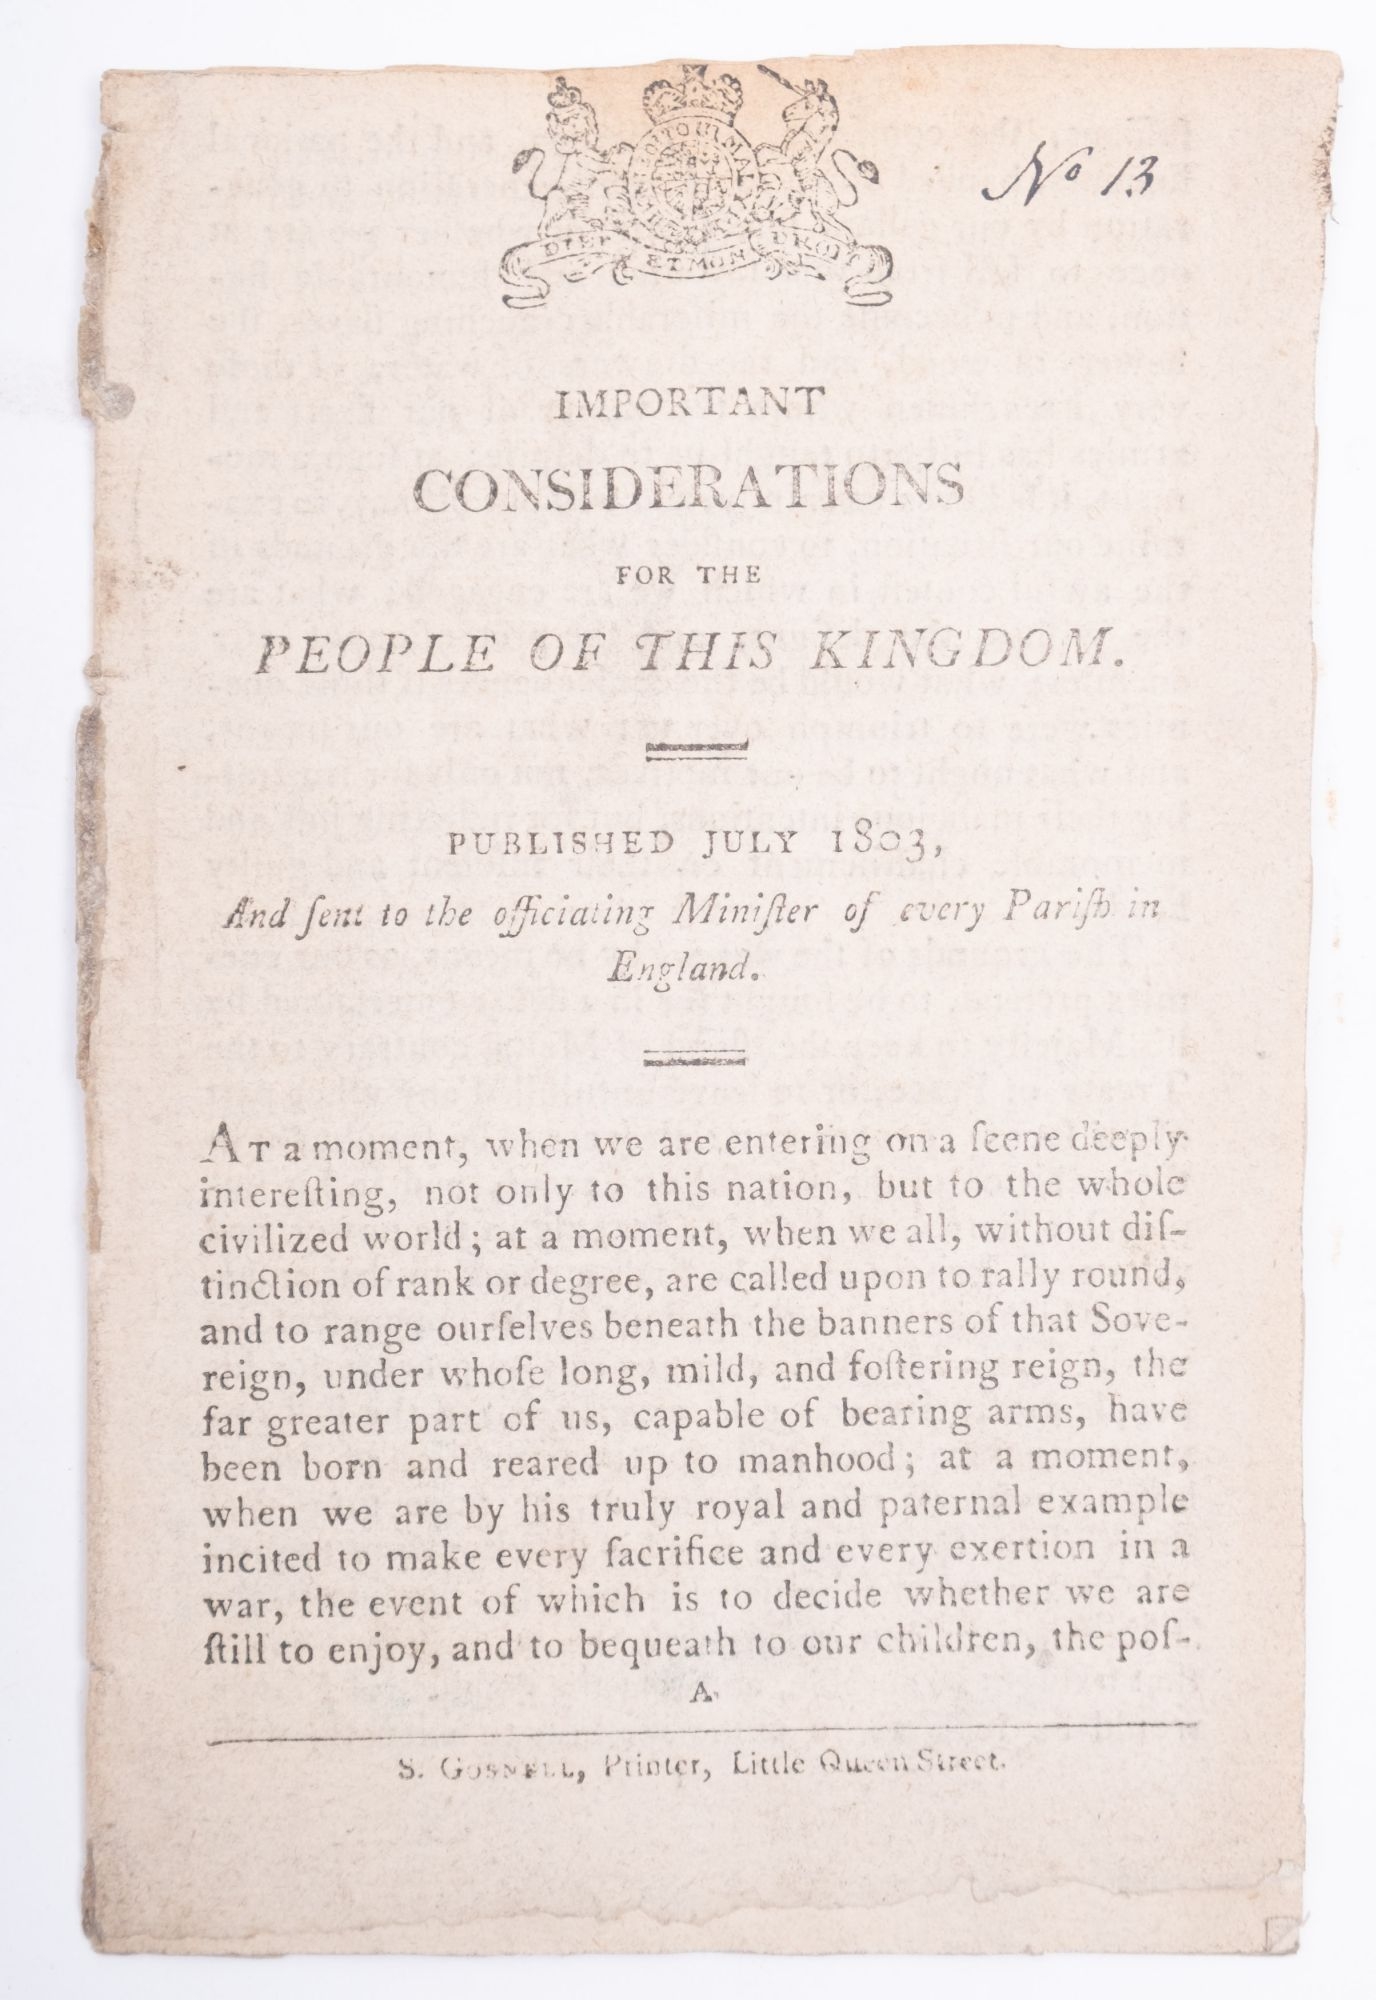 No 13
HONI SOIT QUI MAL
DIEU ET MON DROIT
IMPORTANT
CONSIDERATIONS
FOR THE
PEOPLE OF THIS KINGDOM.
PUBLISHED JULY 1803,
And ſent to the officiating Miniſter of every Pariſh in
England.
AT a moment, when we are entering on a ſcene deeply
intereſting, not only to this nation, but to the whole
civilized world; at a moment, when we all, without diſ-
tinction of rank or degree, are called upon to rally round,
and to range ourſelves beneath the banners of that Sove-
reign, under whoſe long, mild, and foſtering reign, the
far greater part of us, capable of bearing arms, have
been born and reared up to manhood; at a moment,
when we are by his truly royal and paternal example
incited to make every ſacrifice and every exertion in a
war, the event of which is to decide whether we are
ſtill to enjoy, and to bequeath to our children, the poſ-
A
S. GOSNELL, Printer, Little Queen Street.